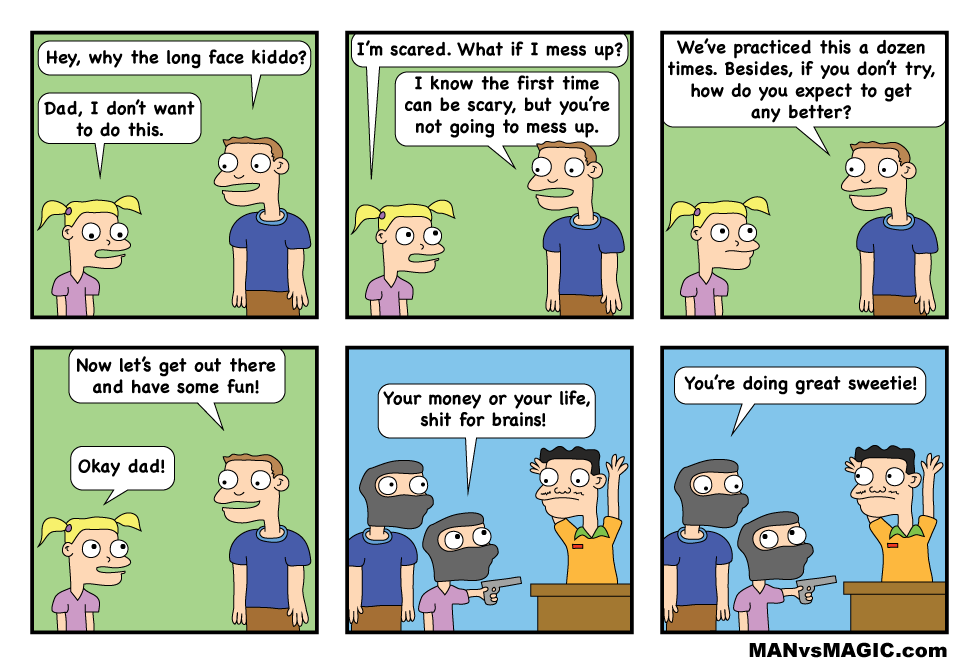 Hey, why the long face kiddo?
Dad, I don't want
to do this.
I'm scared. What if I mess up?
I know the first time
can be scary, but you're
not going to mess up.
We've practiced this a dozen
times. Besides, if you don't try,
how do you expect to get
any better?
Now let's get out there
and have some fun!
Okay dad!
Your money or your life,
shit for brains!
You're doing great sweetie!
MANvsMAGIC.com